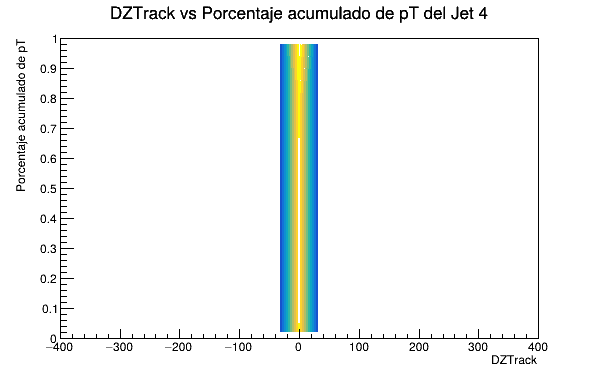 DZTrack vs Porcentaje acumulado de pT del Jet 4
Porcentaje acumulado de pT
1
0.9
0.8
0.7
0.6
0.5
0.4
0.3
0.2
0.1
0
−400 −300 −200 −100 0 100 200 300 400
DZTrack